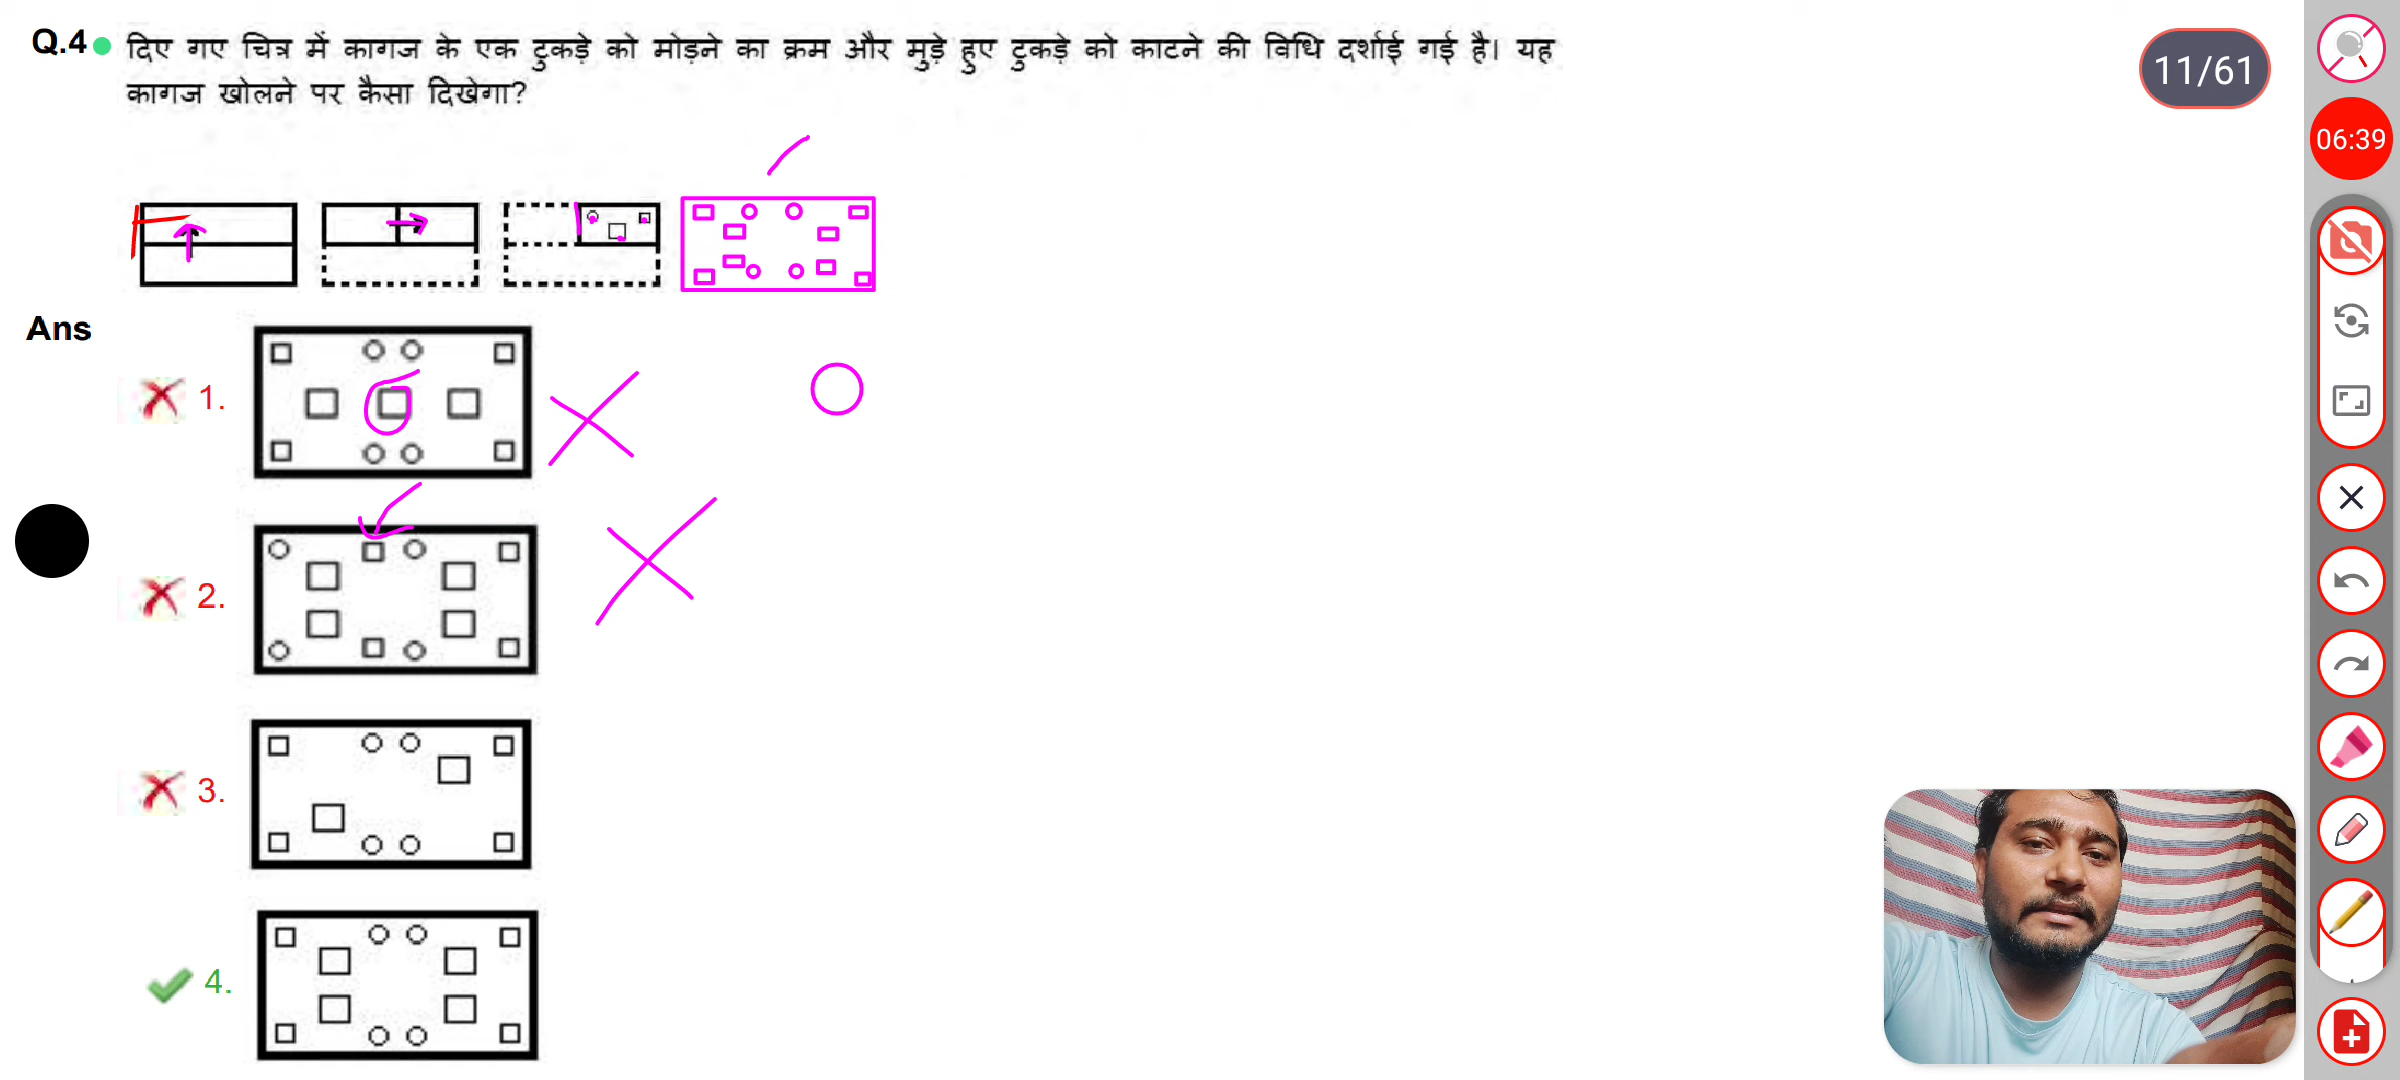 Q.4 दिए गए चित्र में कागज के एक टुकड़े को मोड़ने का क्रम और मुड़े हुए टुकड़े को काटने की विधि दर्शाई गई है। यह
कागज खोलने पर कैसा दिखेगा?
11/61
06:39
Ans
1.
2.
3.
4.